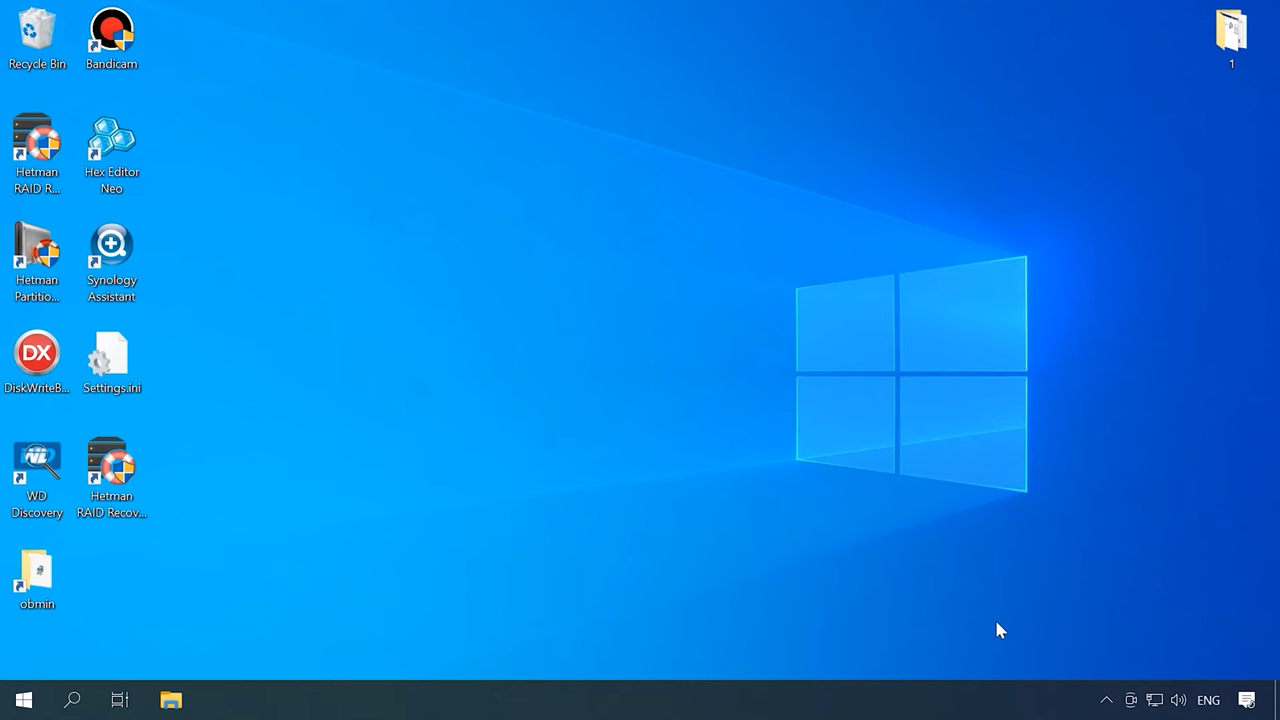 Recycle Bin
Bandicam
1
Hetman
RAID R...
Hex Editor
Neo
Hetman
Partitio...
Synology
Assistant
DX
DiskWriteB...
Settings.ini
WD
Discovery
Hetman
RAID Recov...
obmin
ENG